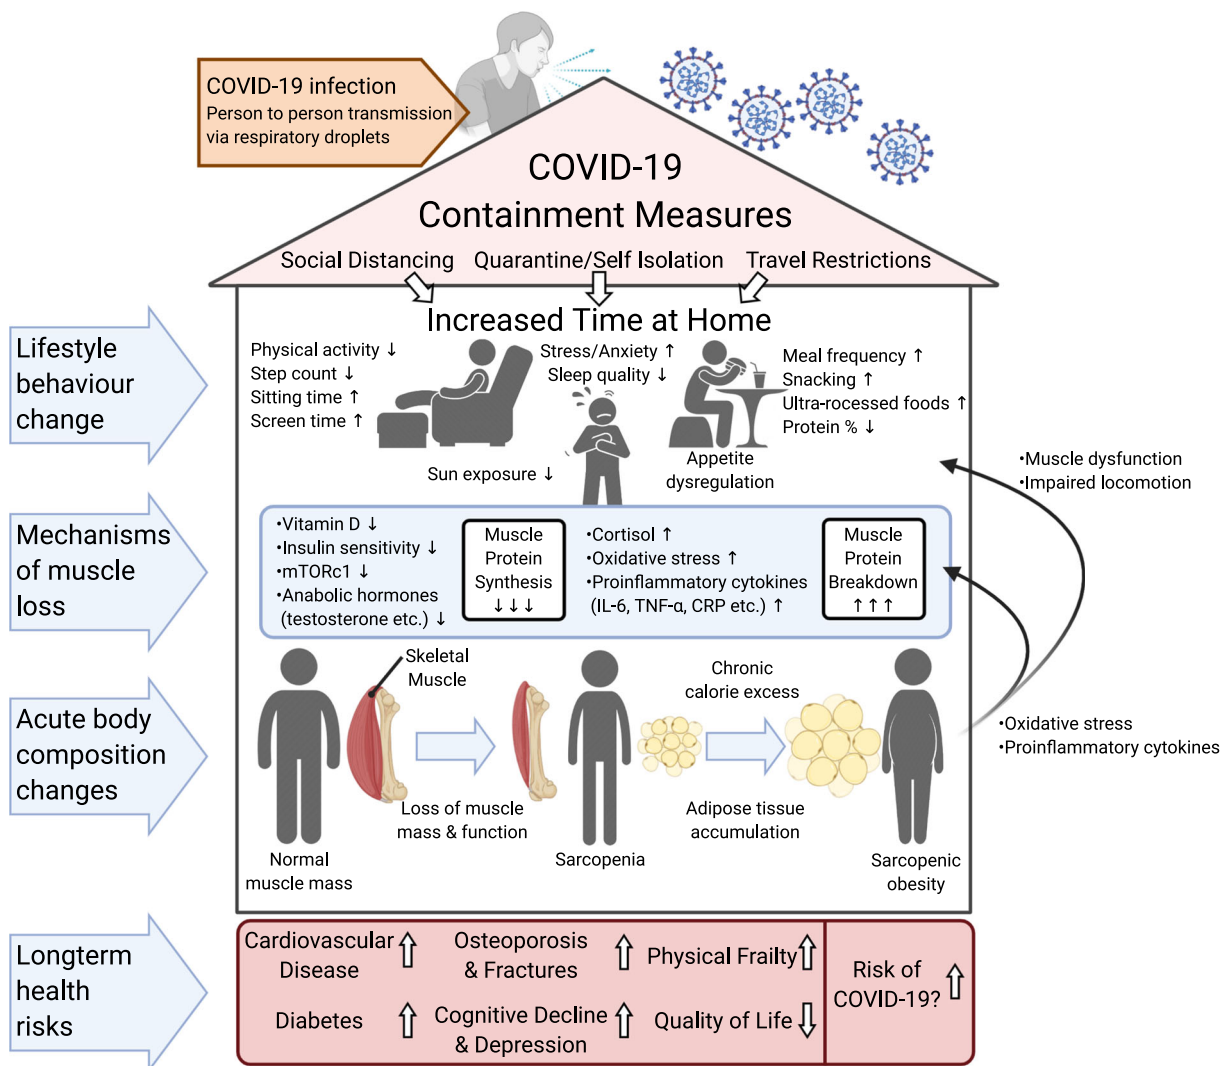 COVID-19 infection
Person to person transmission
via respiratory droplets
COVID-19
Containment Measures
Social Distancing
Quarantine/Self Isolation
Travel Restrictions
Increased Time at Home
Lifestyle
behaviour
change
Physical activity ↓
Step count ↓
Sitting time ↑
Screen time ↑
Stress/Anxiety ↑
Sleep quality ↓
Meal frequency ↑
Snacking ↑
Ultra-rocessed foods ↑
Protein % ↓
Sun exposure ↓
Appetite
dysregulation
•Muscle dysfunction
•Impaired locomotion
Mechanisms
of muscle
loss
•Vitamin D ↓
•Insulin sensitivity ↓
•mTORc1 ↓
•Anabolic hormones
(testosterone etc.) ↓
Muscle
Protein
Synthesis
↓↓↓
•Cortisol ↑
•Oxidative stress ↑
•Proinflammatory cytokines
(IL-6, TNF-α, CRP etc.) ↑
Muscle
Protein
Breakdown
↑↑↑
Acute body
composition
changes
Skeletal
Muscle
Chronic
calorie excess
•Oxidative stress
•Proinflammatory cytokines
Loss of muscle
mass & function
Adipose tissue
accumulation
Normal
muscle mass
Sarcopenia
Sarcopenic
obesity
Longterm
health
risks
Cardiovascular
Disease
Osteoporosis
& Fractures
Physical Frailty
Diabetes
Cognitive Decline
& Depression
Quality of Life
Risk of
COVID-19?